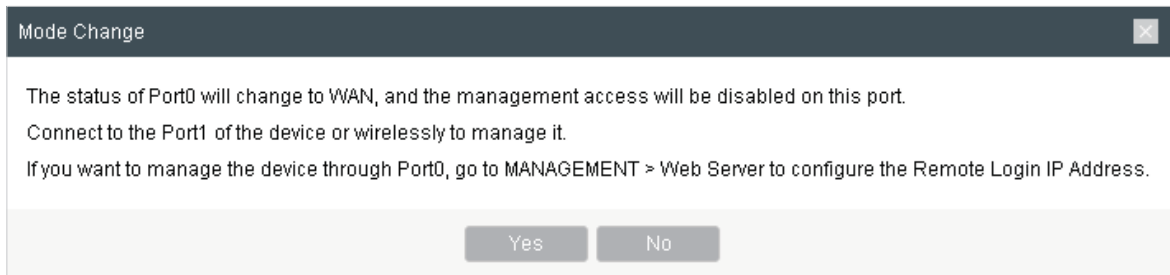 Mode Change
The status of Port0 will change to WAN, and the management access will be disabled on this port.
Connect to the Port1 of the device or wirelessly to manage it.
If you want to manage the device through Port0, go to MANAGEMENT > Web Server to configure the Remote Login IP Address.
Yes No